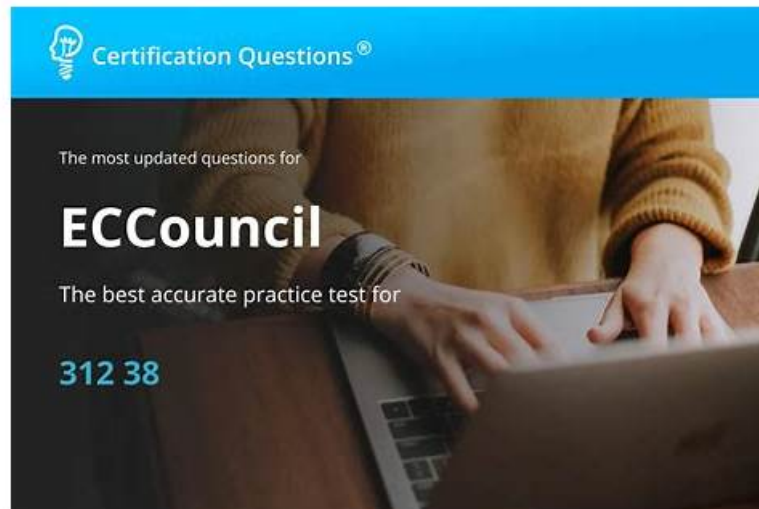 Certification Questions®
The most updated questions for
ECCouncil
The best accurate practice test for
312 38